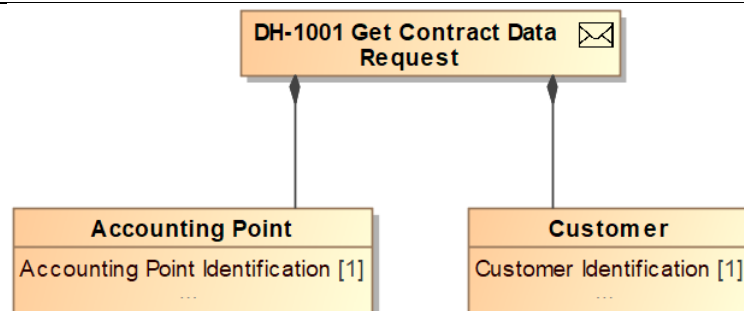 DH-1001 Get Contract Data
Request
Accounting Point
Accounting Point Identification [1]
...
Customer
Customer Identification [1]
...